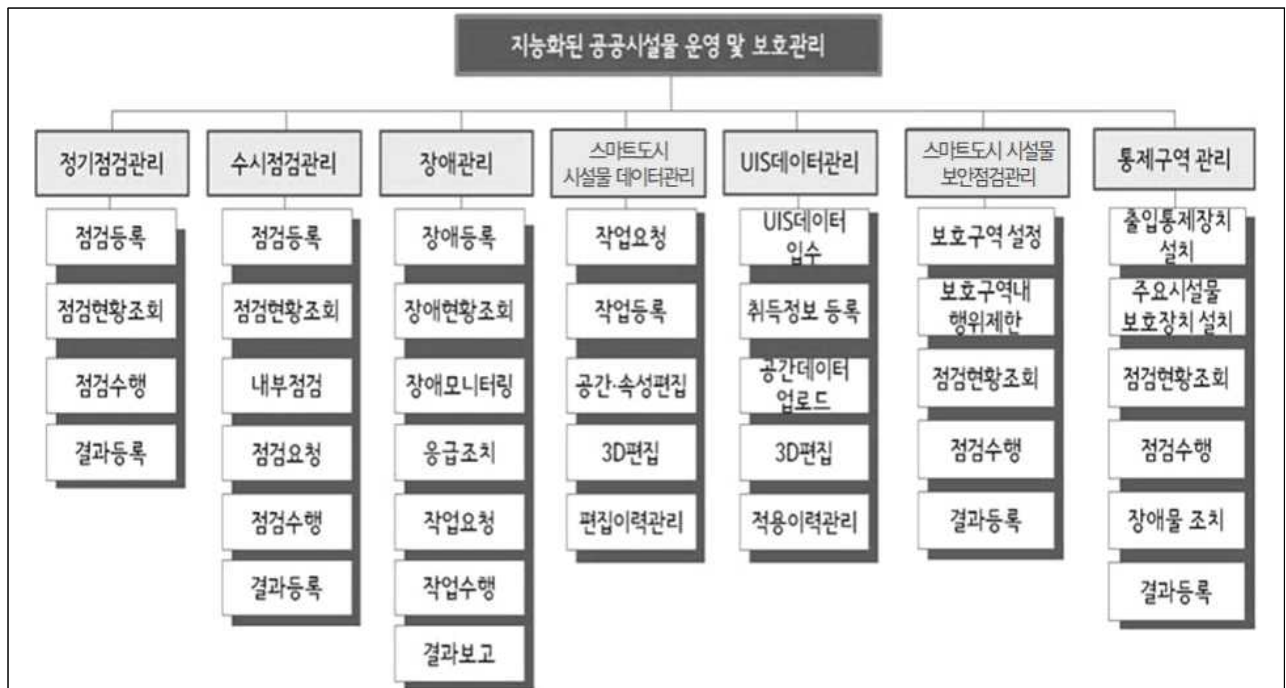 지능화된 공공시설물 운영 및 보호관리
정기점검관리
점검등록
점검현황조회
점검수행
결과등록
수시점검관리
점검등록
점검현황조회
내부점검
점검요청
점검수행
결과등록
장애관리
장애등록
장애현황조회
장애모니터링
응급조치
작업요청
작업수행
결과보고
스마트도시
시설물 데이터관리
작업요청
작업등록
공간·속성편집
3D편집
편집이력관리
UIS데이터관리
UIS데이터
입수
취득정보 등록
공간데이터
업로드
3D편집
적용이력관리
스마트도시 시설물
보안점검관리
보호구역 설정
보호구역내
행위제한
점검현황조회
점검수행
결과등록
통제구역 관리
출입통제장치
설치
주요시설물
보호장치 설치
점검현황조회
점검수행
장애물 조치
결과등록